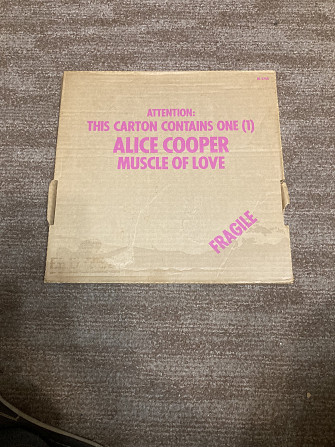 ATTENTION:
THIS CARTON CONTAINS ONE (1)
ALICE COOPER
MUSCLE OF LOVE
FRAGILE